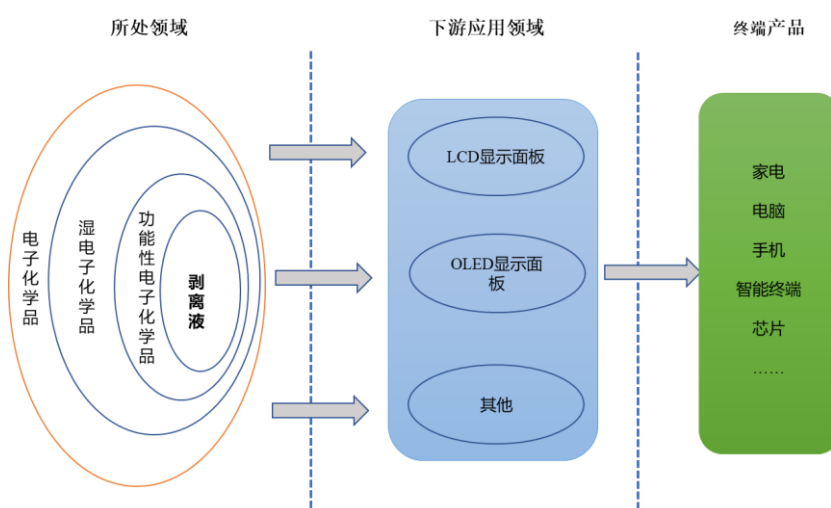 所处领域
下游应用领域
终端产品
电子化学品
湿电子化学品
功能性电子化学品
剥离液
LCD显示面板
OLED显示面
板
其他
家电
电脑
手机
智能终端
芯片
……